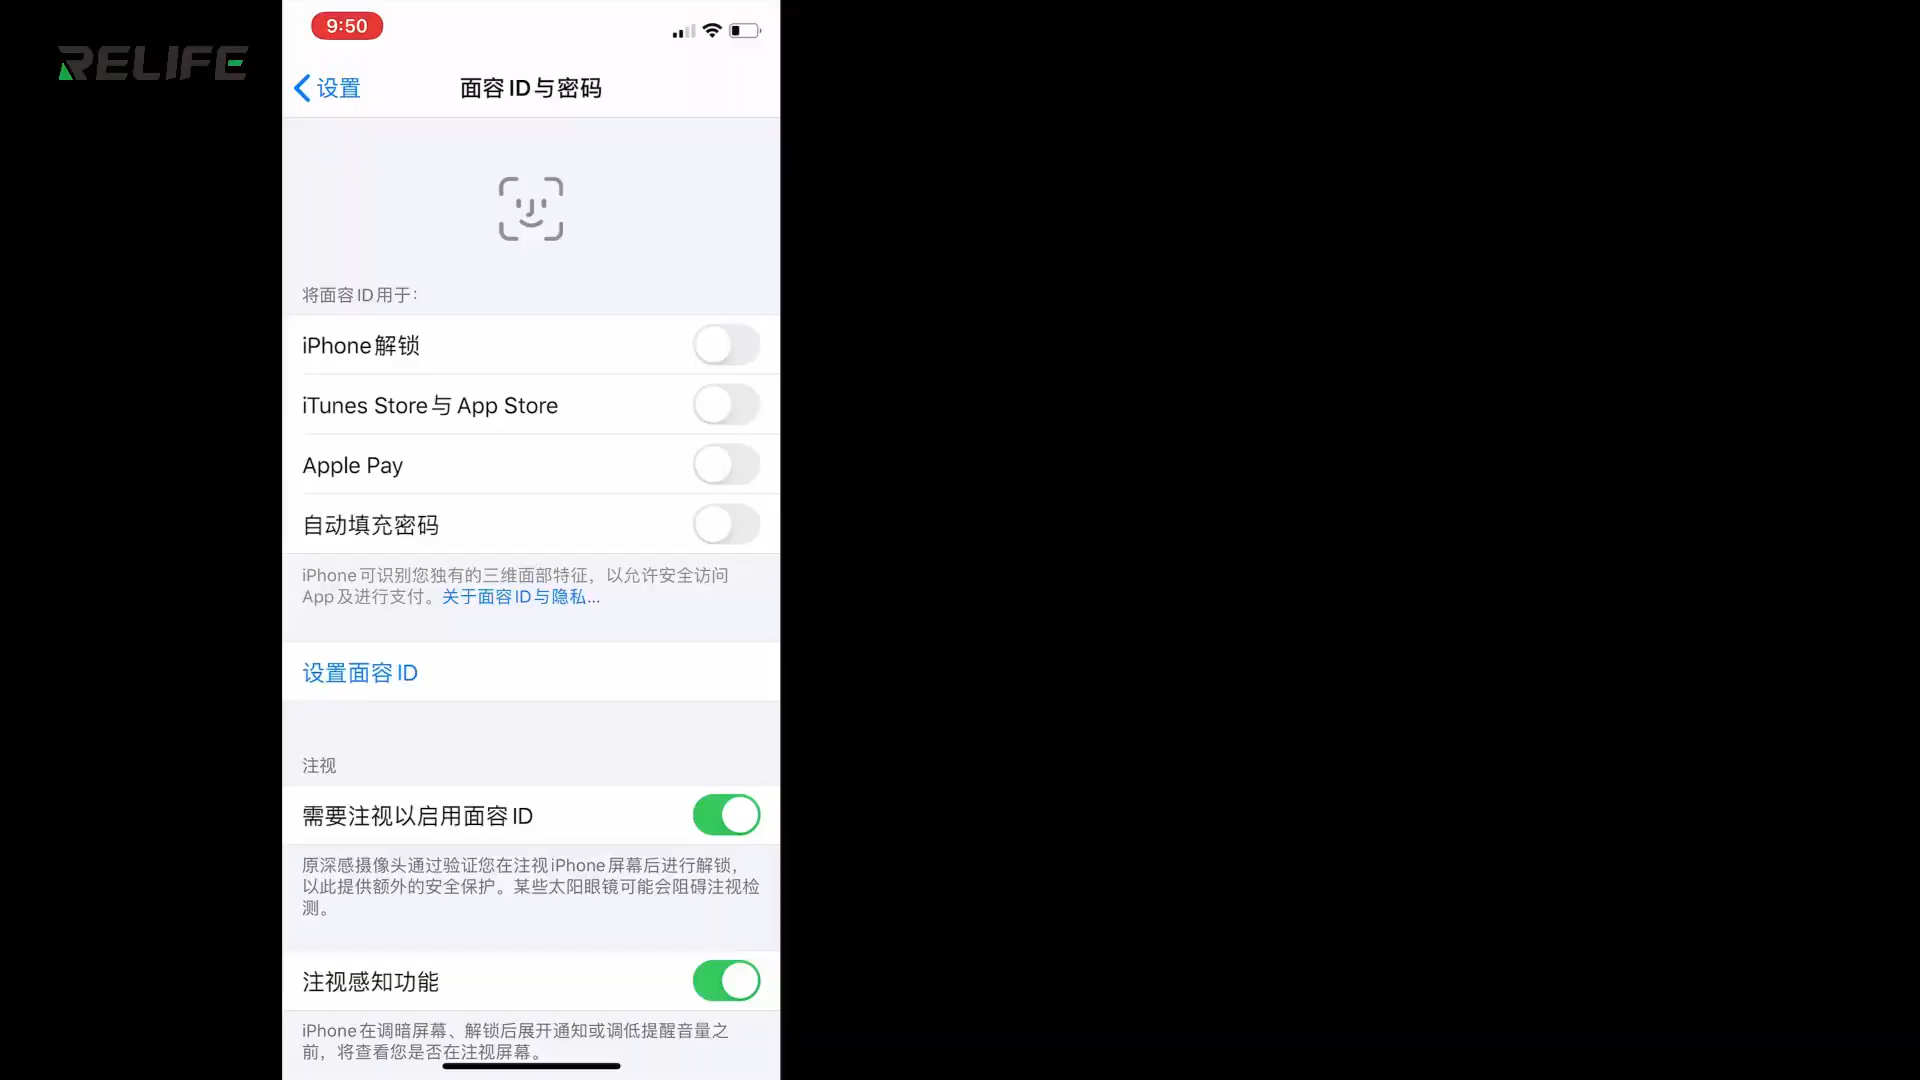 RELIFE
9:50
设置
面容ID与密码
将面容ID用于：
iPhone解锁
iTunes Store与App Store
Apple Pay
自动填充密码
iPhone可识别您独有的三维面部特征，以允许安全访问
App及进行支付。关于面容ID与隐私...
设置面容ID
注视
需要注视以启用面容ID
原深感摄像头通过验证您在注视iPhone屏幕后进行解锁，
以此提供额外的安全保护。某些太阳眼镜可能会阻碍注视检
测。
注视感知功能
iPhone在调暗屏幕、解锁后展开通知或调低提醒音量之
前，将查看您是否在注视屏幕。